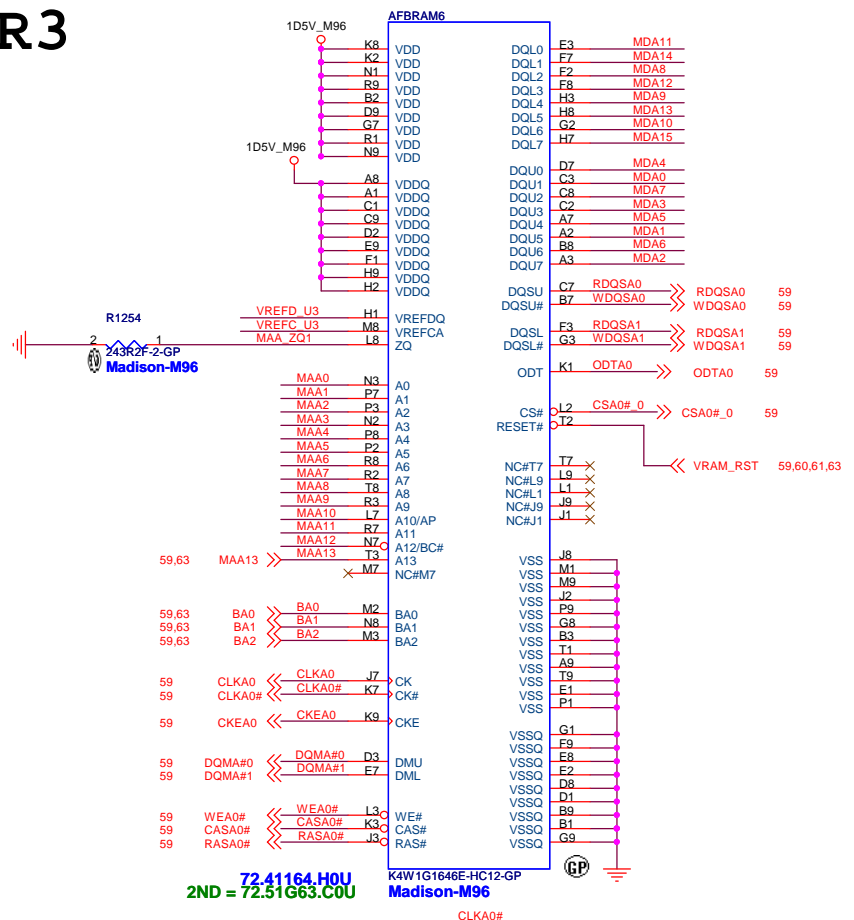 R3
AFBRAM6
1D5V_M96
K8 VDD DQL0 E3 MDA11
K2 VDD DQL1 F7 MDA14
N1 VDD DQL2 F2 MDA8
R9 VDD DQL3 F8 MDA12
B2 VDD DQL4 H3 MDA9
D9 VDD DQL5 H8 MDA13
G7 VDD DQL6 G2 MDA10
R1 VDD DQL7 H7 MDA15
N9 VDD
1D5V_M96
DQU0 D7 MDA4
A8 VDDQ DQU1 C3 MDA0
A1 VDDQ DQU2 C8 MDA7
C1 VDDQ DQU3 C2 MDA3
C9 VDDQ DQU4 A7 MDA5
D2 VDDQ DQU5 A2 MDA1
E9 VDDQ DQU6 B8 MDA6
F1 VDDQ DQU7 A3 MDA2
H9 VDDQ
H2 VDDQ DQSU C7 RDQSA0 RDQSA0 59
DQSU# B7 WDQSA0 WDQSA0 59
VREFD_U3 H1 VREFDQ
VREFC_U3 M8 VREFCA DQSL F3 RDQSA1 RDQSA1 59
R1254
2 1 MAA_ZQ1 L8 ZQ DQSL# G3 WDQSA1 WDQSA1 59
243R2F-2-GP
Madison-M96
ODT K1 ODTA0 ODTA0 59
MAA0 N3 A0
MAA1 P7 A1
MAA2 P3 A2 CS# L2 CSA0#_0 CSA0#_0 59
MAA3 N2 A3 RESET# T2
MAA4 P8 A4
MAA5 P2 A5
MAA6 R8 A6 NC#T7 T7 VRAM_RST 59,60,61,63
MAA7 R2 A7 NC#L9 L9
MAA8 T8 A8 NC#L1 L1
MAA9 R3 A9 NC#J9 J9
MAA10 L7 A10/AP NC#J1 J1
MAA11 R7 A11
MAA12 N7 A12/BC#
59,63 MAA13 MAA13 T3 A13 VSS J8
M7 NC#M7 VSS M1
VSS M9
VSS J2
59,63 BA0 BA0 M2 BA0 VSS P9
59,63 BA1 BA1 N8 BA1 VSS G8
59,63 BA2 BA2 M3 BA2 VSS B3
VSS T1
VSS A9
59 CLKA0 CLKA0 J7 CK VSS T9
59 CLKA0# CLKA0# K7 CK# VSS E1
VSS P1
59 CKEA0 CKEA0 K9 CKE
VSSQ G1
VSSQ F9
59 DQMA#0 DQMA#0 D3 DMU VSSQ E8
59 DQMA#1 DQMA#1 E7 DML VSSQ E2
VSSQ D8
VSSQ D1
59 WEA0# WEA0# L3 WE# VSSQ B9
59 CASA0# CASA0# K3 CAS# VSSQ B1
59 RASA0# RASA0# J3 RAS# VSSQ G9
GP
72.41164.H0U K4W1G1646E-HC12-GP
2ND = 72.51G63.C0U Madison-M96
CLKA0#